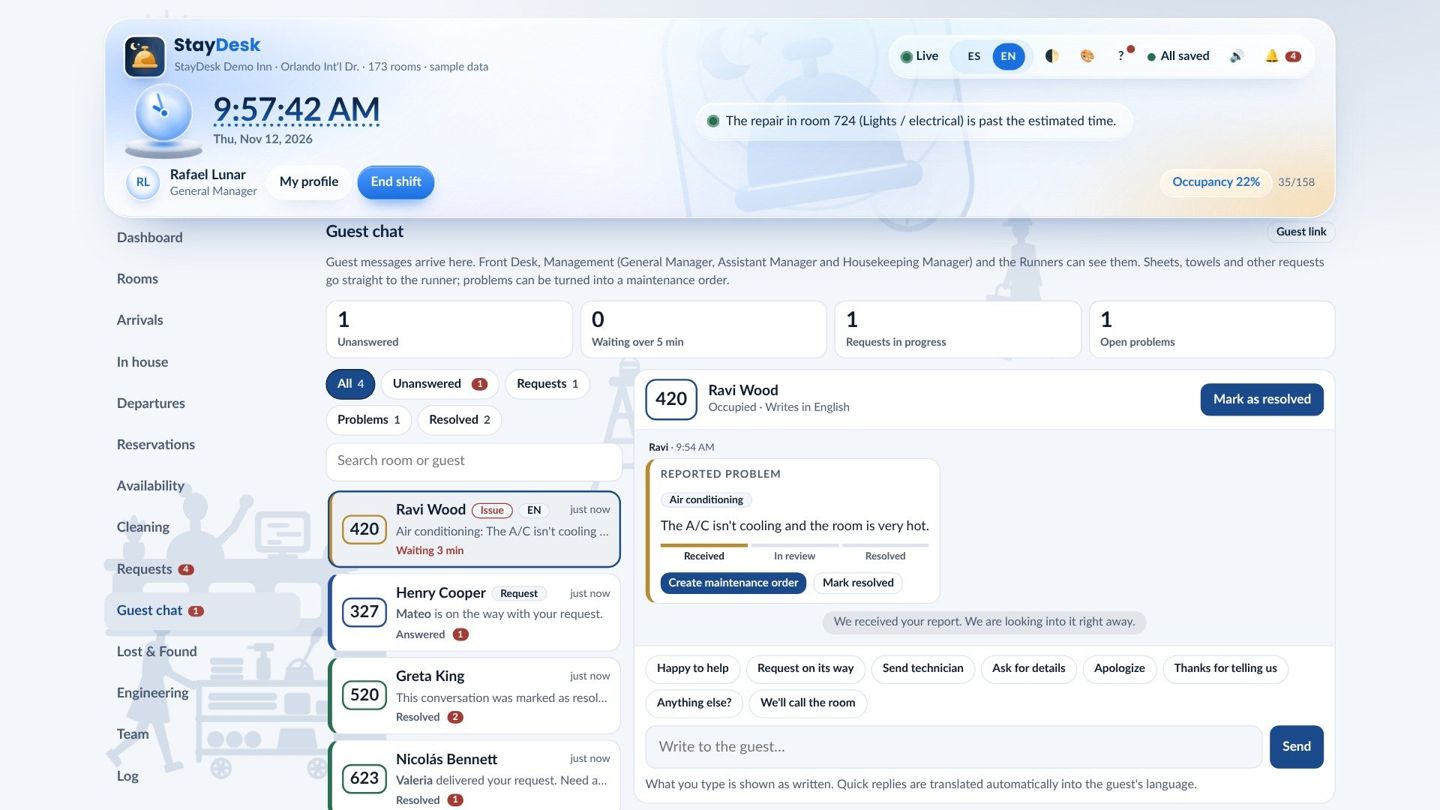 StayDesk
StayDesk Demo Inn · Orlando Int'l Dr. · 173 rooms · sample data
Live
ES
EN
?
All saved
4
9:57:42 AM
Thu, Nov 12, 2026
The repair in room 724 (Lights / electrical) is past the estimated time.
RL
Rafael Lunar
General Manager
My profile
End shift
Occupancy 22%
35/158
Dashboard
Rooms
Arrivals
In house
Departures
Reservations
Availability
Cleaning
Requests 4
Guest chat 1
Lost & Found
Engineering
Team
Log
Guest chat
Guest link
Guest messages arrive here. Front Desk, Management (General Manager, Assistant Manager and Housekeeping Manager) and the Runners can see them. Sheets, towels and other requests
go straight to the runner; problems can be turned into a maintenance order.
1
Unanswered
0
Waiting over 5 min
1
Requests in progress
1
Open problems
All 4
Unanswered 1
Requests 1
Problems 1
Resolved 2
Search room or guest
420
Ravi Wood Issue EN just now
Air conditioning: The A/C isn't cooling ...
Waiting 3 min
327
Henry Cooper Request just now
Mateo is on the way with your request.
Answered 1
520
Greta King just now
This conversation was marked as resol...
Resolved 2
623
Nicolás Bennett just now
Valeria delivered your request. Need a...
Resolved 1
420
Ravi Wood
Occupied · Writes in English
Mark as resolved
Ravi · 9:54 AM
REPORTED PROBLEM
Air conditioning
The A/C isn't cooling and the room is very hot.
Received In review Resolved
Create maintenance order Mark resolved
We received your report. We are looking into it right away.
Happy to help Request on its way Send technician Ask for details Apologize Thanks for telling us
Anything else? We'll call the room
Write to the guest...
Send
What you type is shown as written. Quick replies are translated automatically into the guest's language.